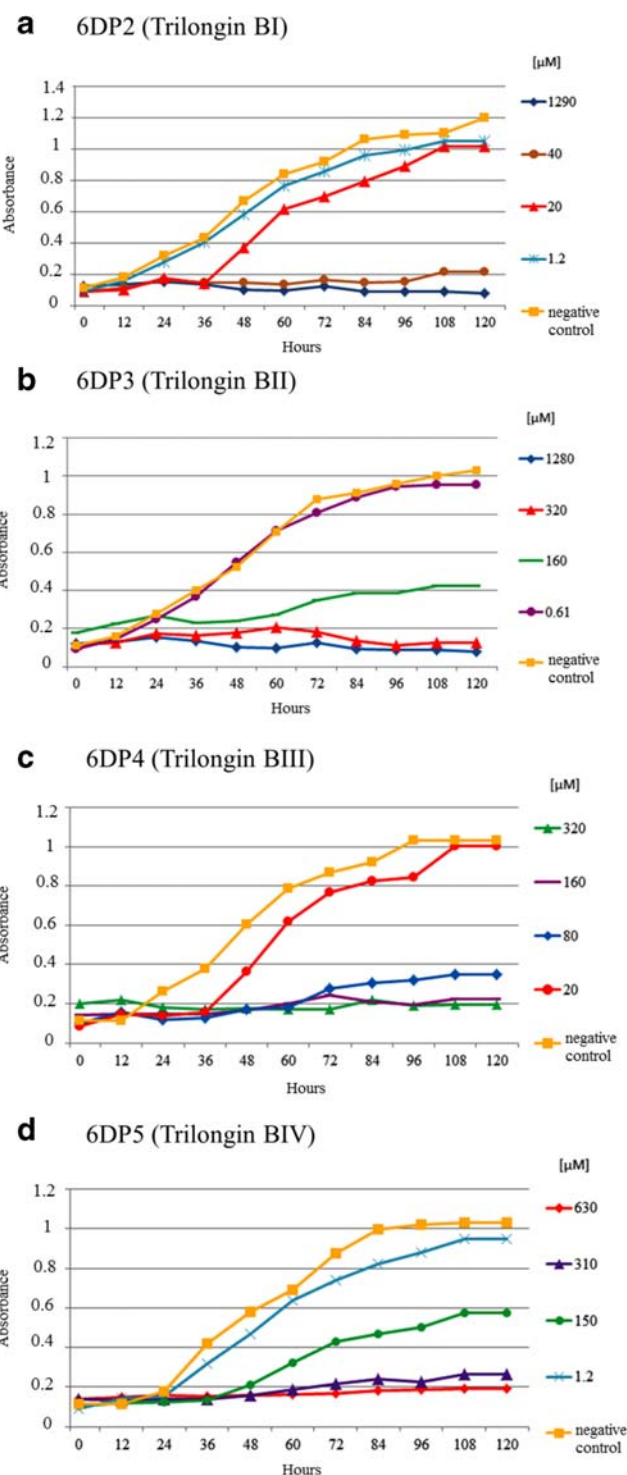 a 6DP2 (Trilongin BI)
[µM]
1.4
1.2
1
0.8
0.6
0.4
0.2
0
Absorbance
0 12 24 36 48 60 72 84 96 108 120
Hours
1290
40
20
1.2
negative
control
b 6DP3 (Trilongin BII)
[µM]
1.2
1
0.8
0.6
0.4
0.2
0
Absorbance
0 12 24 36 48 60 72 84 96 108 120
Hours
1280
320
160
0.61
negative
control
c 6DP4 (Trilongin BIII)
[µM]
1.2
1
0.8
0.6
0.4
0.2
0
Absorbance
0 12 24 36 48 60 72 84 96 108 120
Hours
320
160
80
20
negative
control
d 6DP5 (Trilongin BIV)
[µM]
1.2
1
0.8
0.6
0.4
0.2
0
Absorbance
0 12 24 36 48 60 72 84 96 108 120
Hours
630
310
150
1.2
negative
control